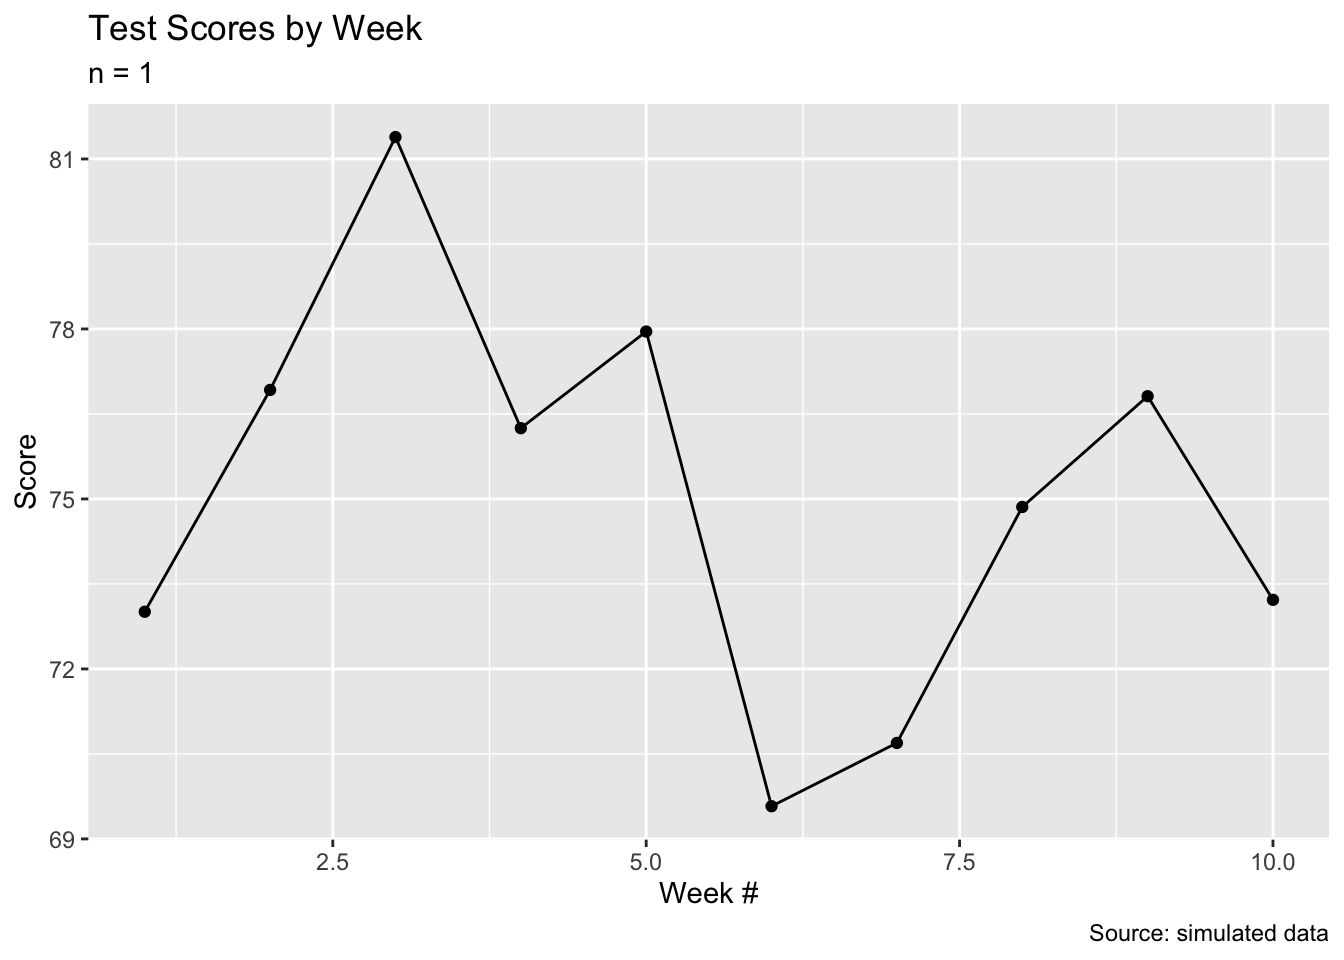 Test Scores by Week
n = 1
81
78
75
72
69
Score
2.5 5.0 7.5 10.0
Week #
Source: simulated data